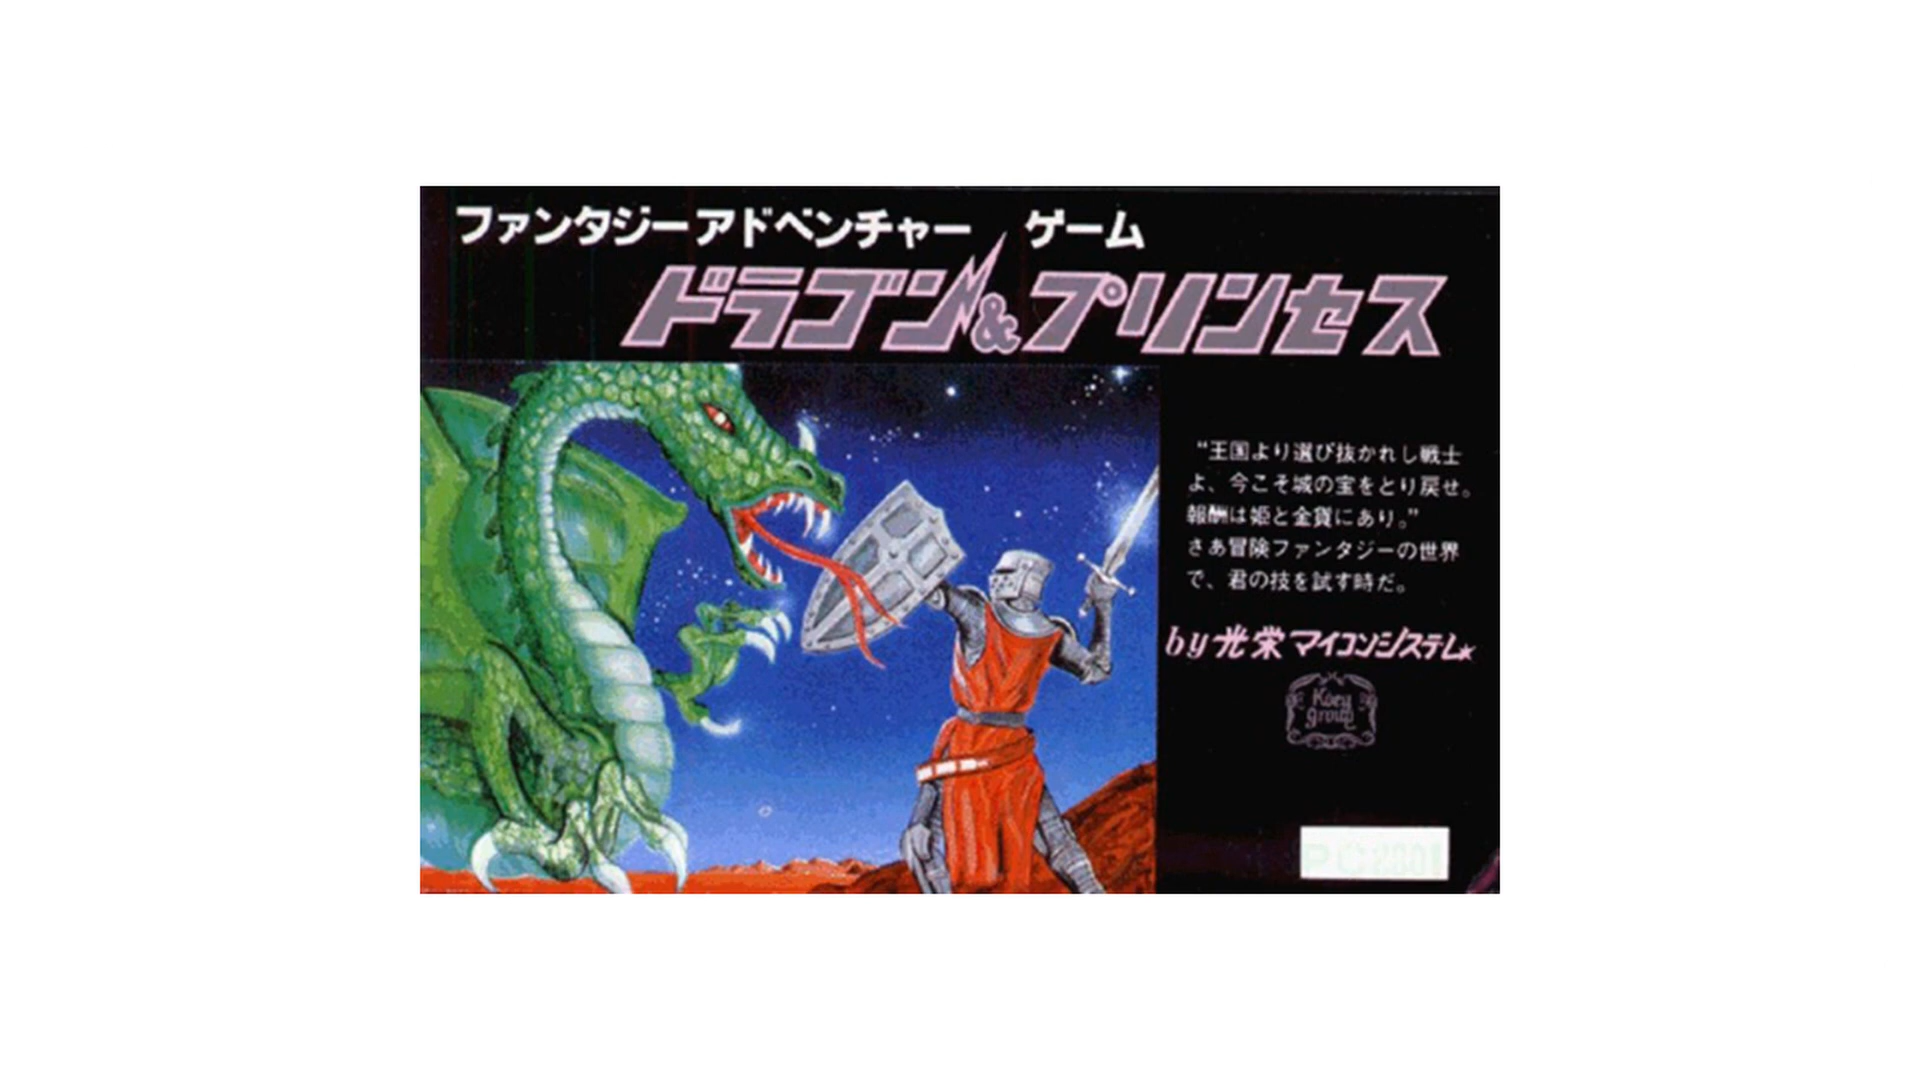 ファンタジーアドベンチャー ゲーム
ドラゴン&プリンセス
“王国より選び抜かれし戦士
よ、今こそ城の宝をとり戻せ。
報酬は姫と金貨にあり。”
さあ冒険ファンタジーの世界
で、君の技を試す時だ。
by 光栄マイコンシステム
Koey
group